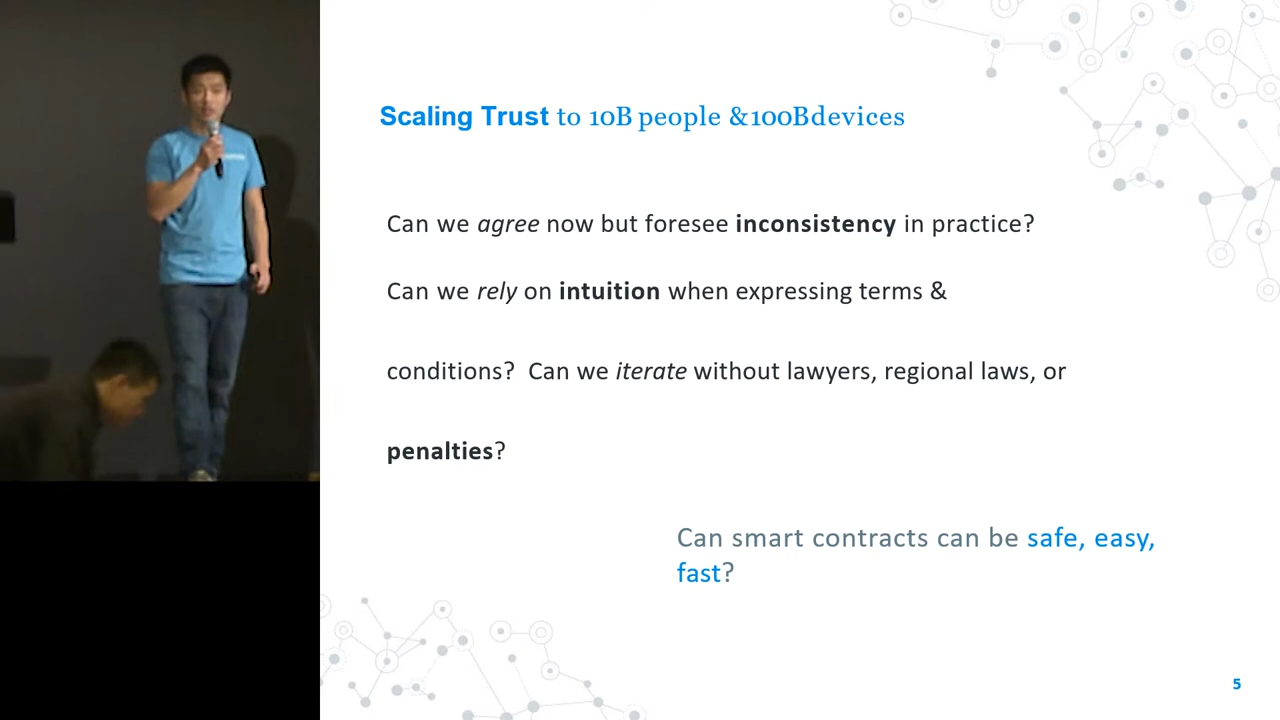 Scaling Trust to 10B people &100Bdevices
Can we agree now but foresee inconsistency in practice?
Can we rely on intuition when expressing terms &
conditions? Can we iterate without lawyers, regional laws, or
penalties?
Can smart contracts can be safe, easy,
fast?
5